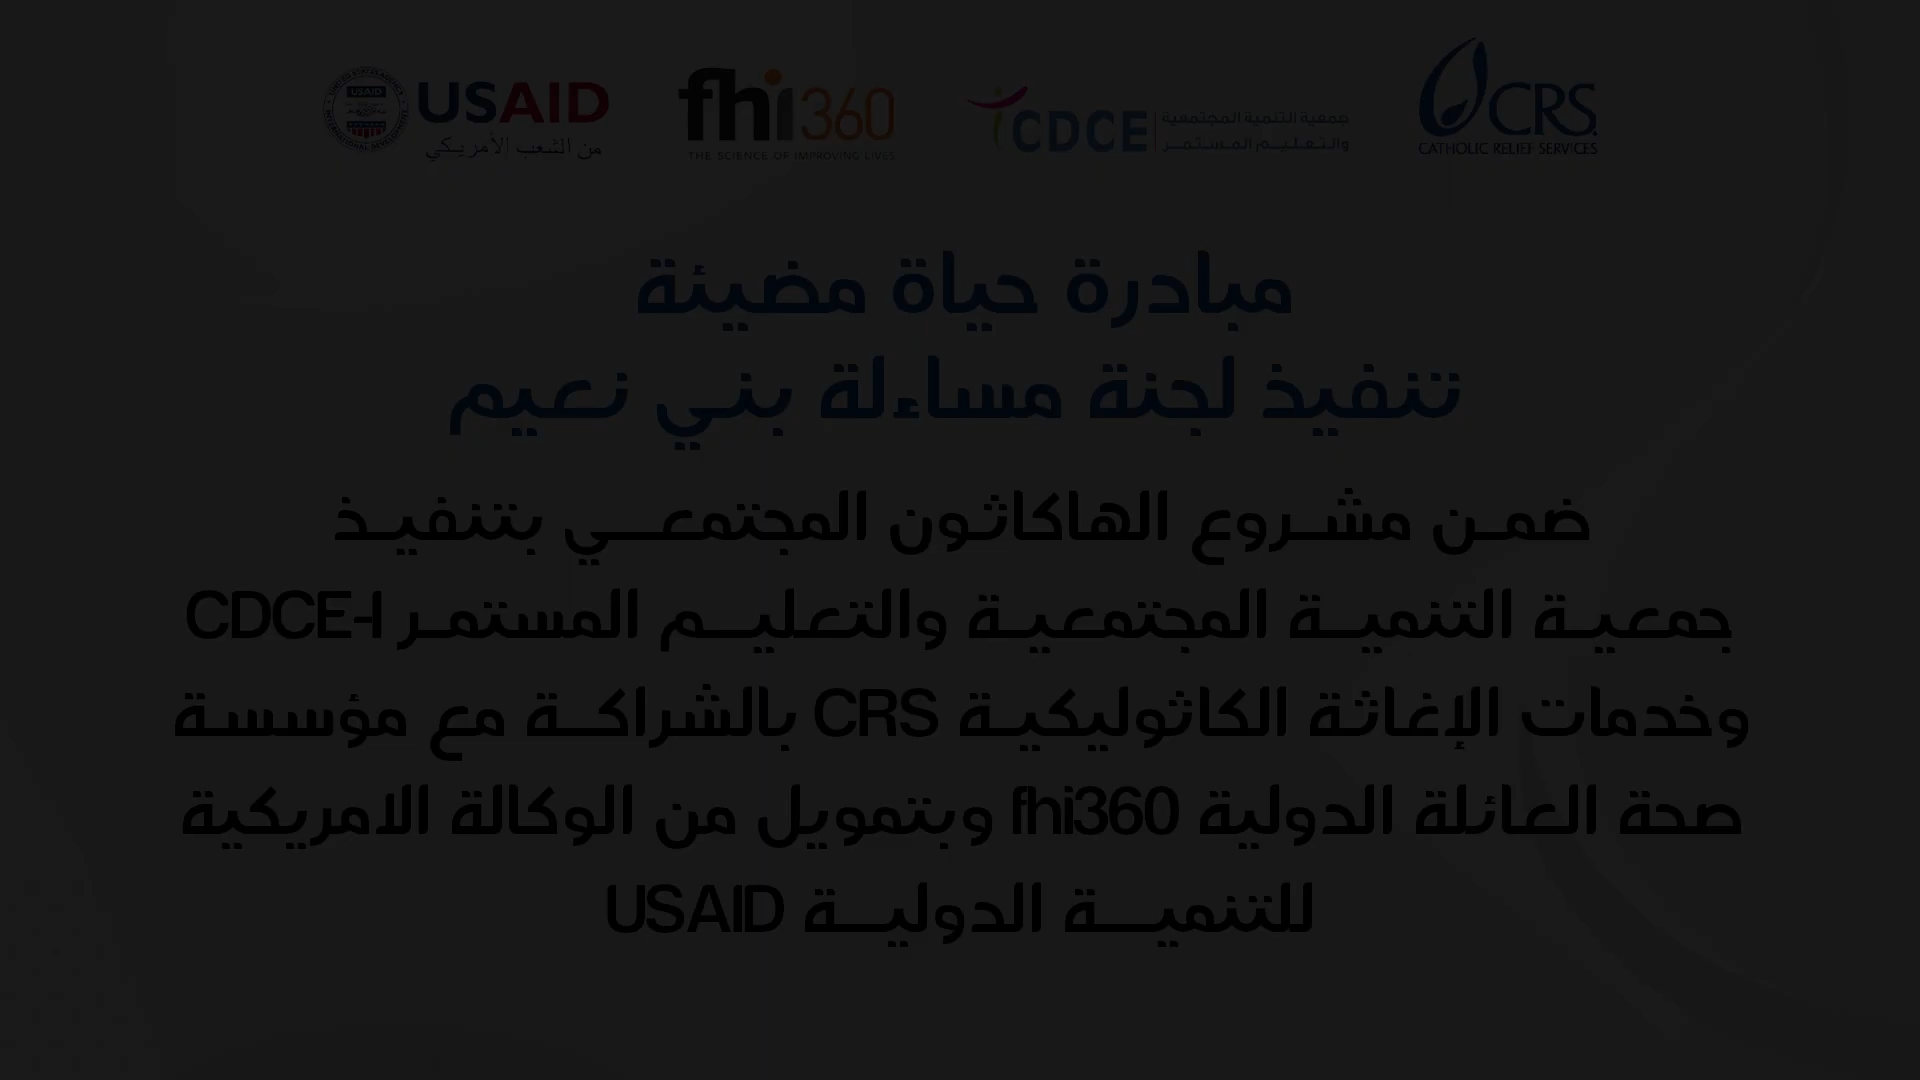 USAID
من الشعب الأمريكي
fhi360
THE SCIENCE OF IMPROVING LIVES
CDCE
جمعية التنمية المجتمعية
والتعليم المستمر
CRS
CATHOLIC RELIEF SERVICES
مبادرة حياة مضيئة
تنفيذ لجنة مساءلة بني نعيم
ضمن مشروع الهاكاثون المجتمعي بتنفيذ
جمعية التنمية المجتمعية والتعليم المستمر CDCE-I
وخدمات الإغاثة الكاثوليكية CRS بالشراكة مع مؤسسة
صحة العائلة الدولية fhi360 وبتمويل من الوكالة الامريكية
للتنمية الدولية USAID